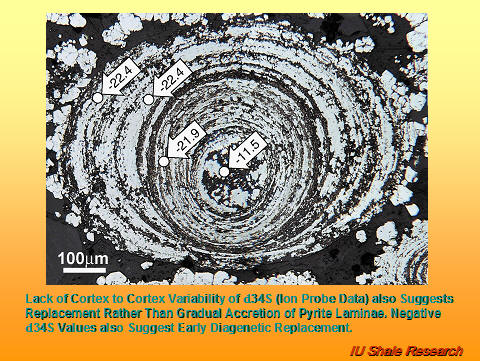 -22.4
-22.4
-21.9
-11.5
100µm
Lack of Cortex to Cortex Variability of d34S (Ion Probe Data) also Suggests
Replacement Rather Than Gradual Accretion of Pyrite Laminae. Negative
d34S Values also Suggest Early Diagenetic Replacement.
IU Shale Research